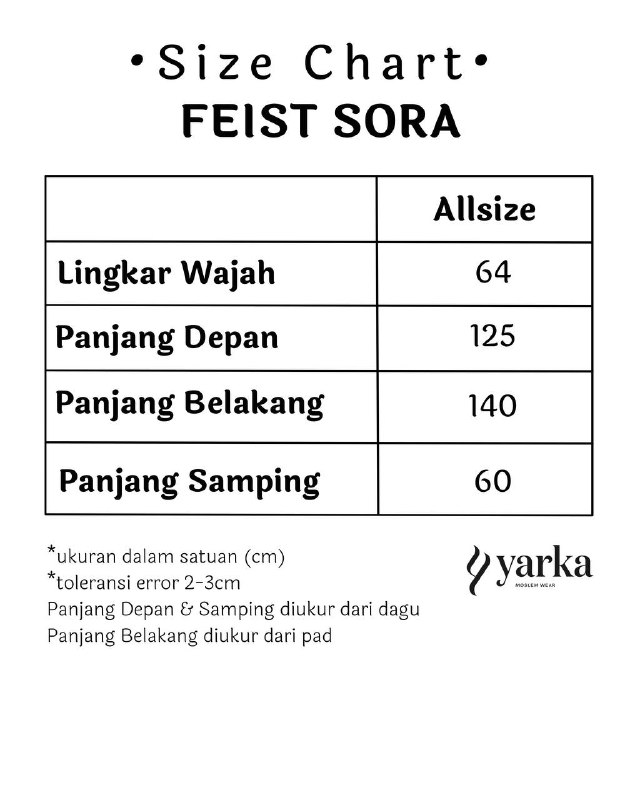 •Size Chart•
FEIST SORA
Allsize
Lingkar Wajah 64
Panjang Depan 125
Panjang Belakang 140
Panjang Samping 60
*ukuran dalam satuan (cm)
*toleransi error 2-3cm
Panjang Depan & Samping diukur dari dagu
Panjang Belakang diukur dari pad
yarka
MOSLEM WEAR